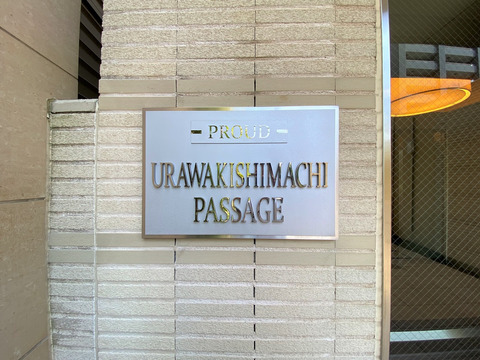 - PROUD -
URAWAKISHIMACHI
PASSAGE